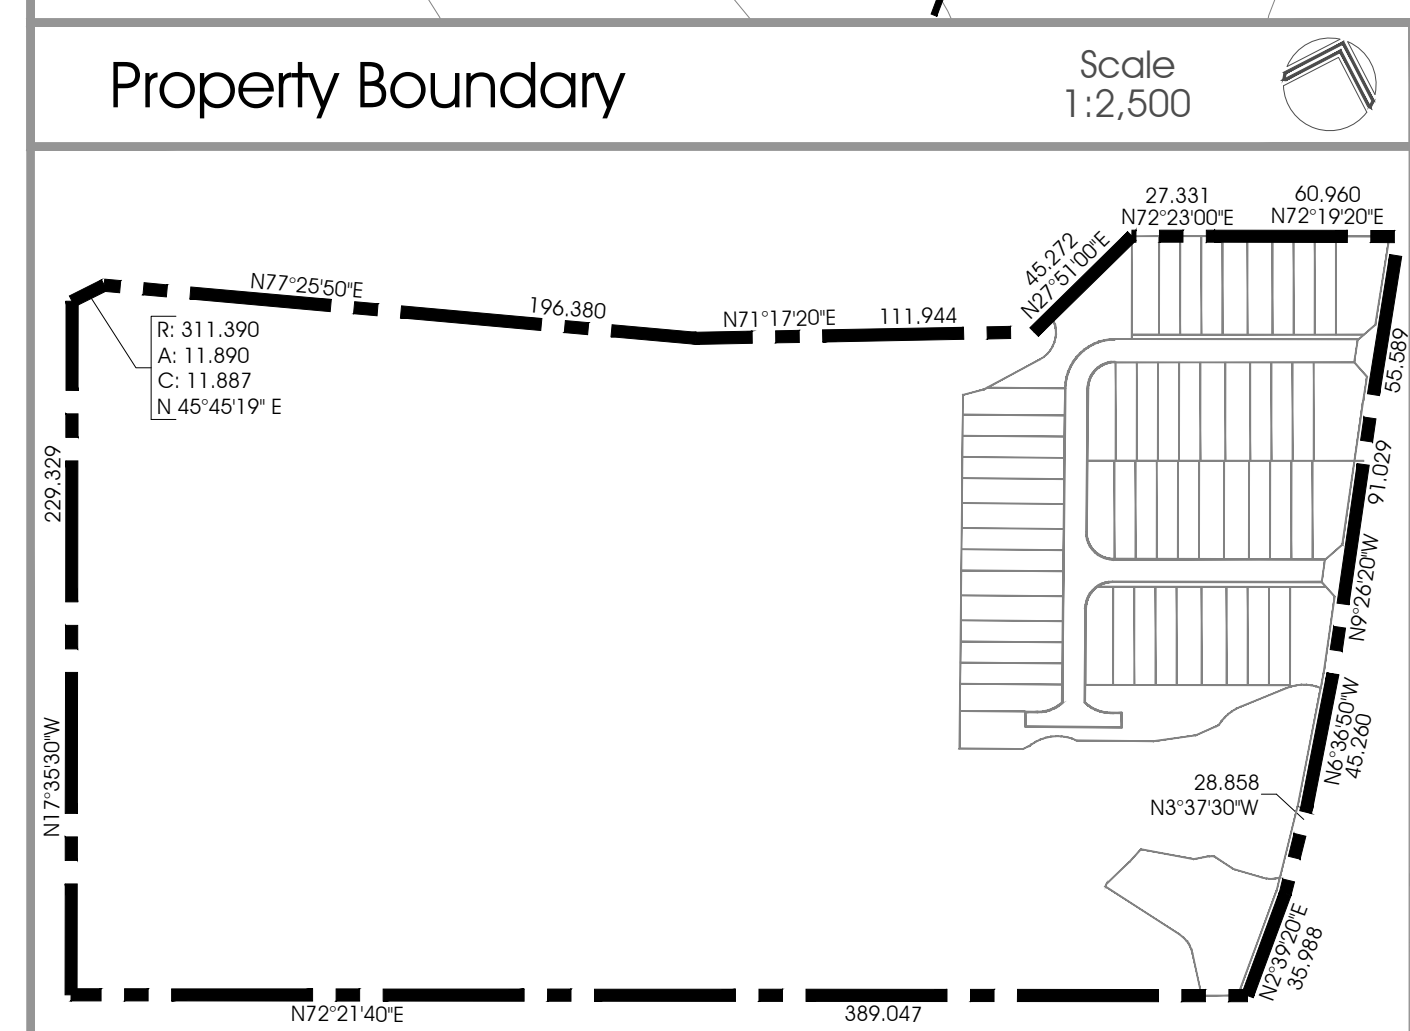 Property Boundary
Scale
1:2,500
27.331
N72°23'00"E
60.960
N72°19'20"E
45.272
N27°51'00"E
N77°25'50"E
196.380
N71°17'20"E
111.944
R: 311.390
A: 11.890
C: 11.887
N 45°45'19" E
55.589
91.029
N9°26'20"W
229.329
N17°35'30"W
N6°36'50"W
45.260
28.858
N3°37'30"W
N2°39'20"E
35.988
N72°21'40"E
389.047